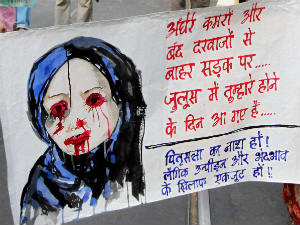 अंधेरे कमरों और
बंद दरवाजों से
बाहर सड़क पर.....
जुलूस में तुम्हारे होने
के दिन आ गए हैं.....
पितृसत्ता का नाश हो!
लैंगिक उत्पीड़न और भेदभाव
के खिलाफ एकजुट हों!!